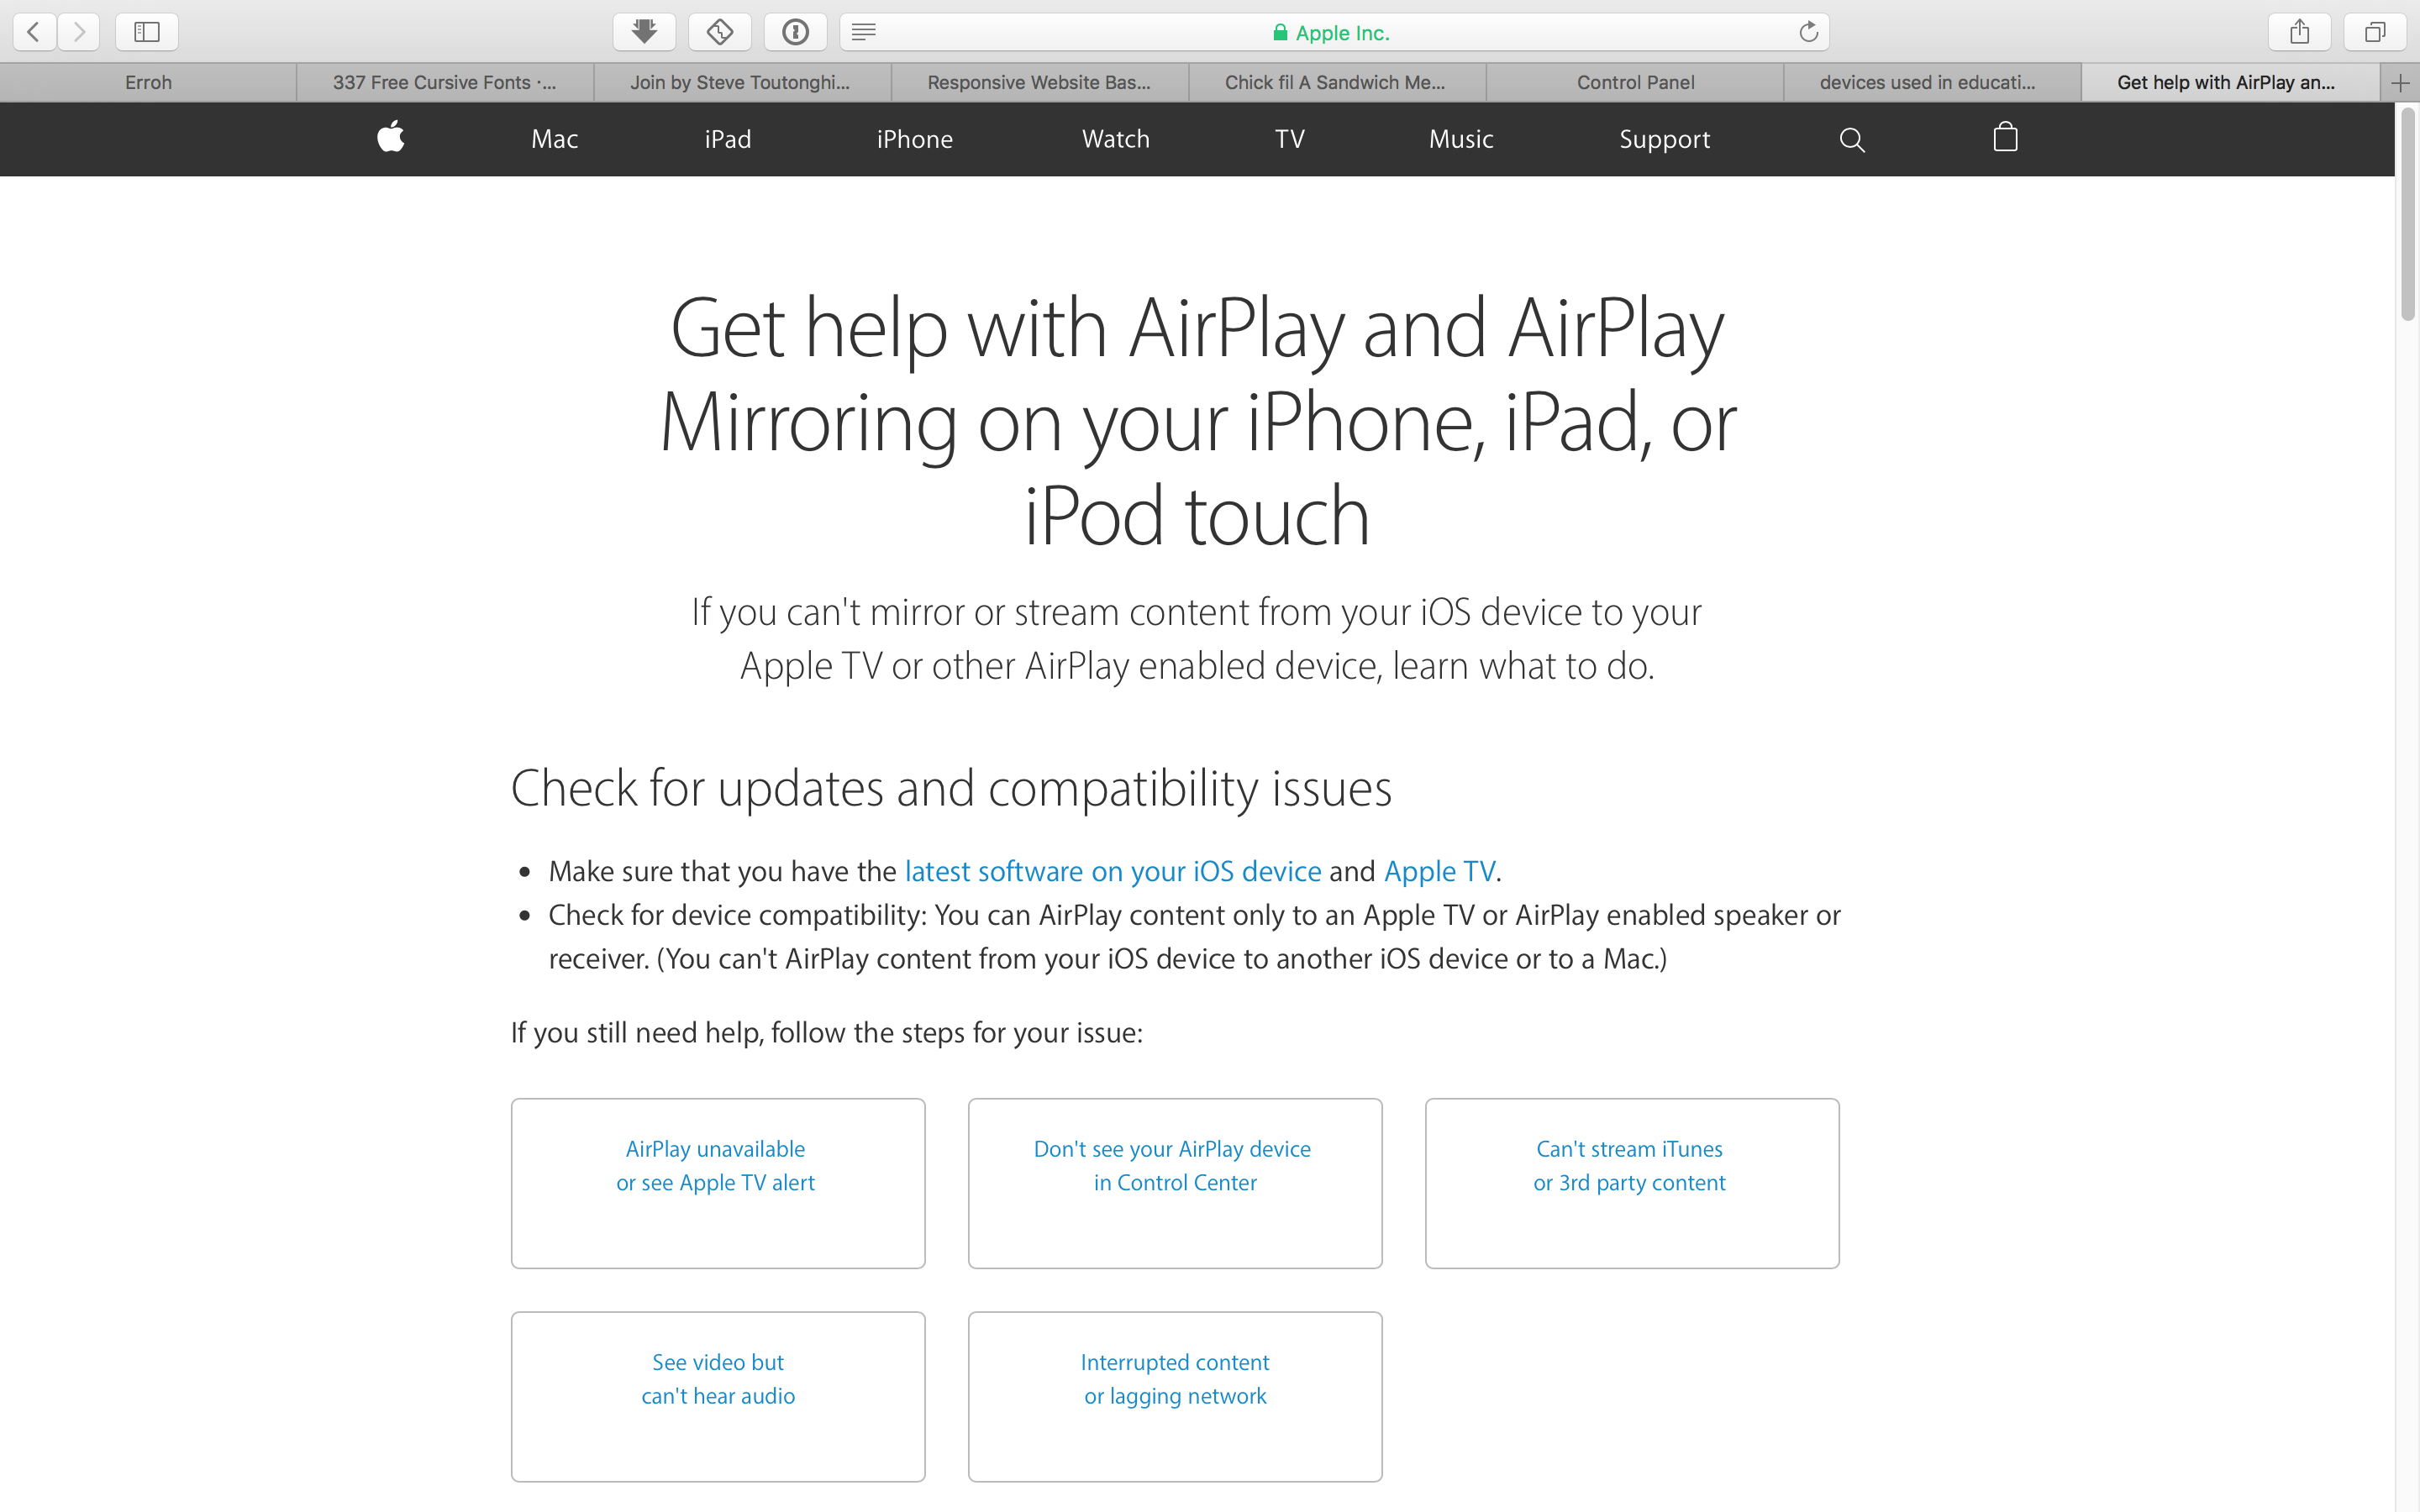 Apple Inc.
Erroh
337 Free Cursive Fonts ·...
Join by Steve Toutonghi...
Responsive Website Bas...
Chick fil A Sandwich Me...
Control Panel
devices used in educati...
Get help with AirPlay an...
Mac
iPad
iPhone
Watch
TV
Music
Support
Get help with AirPlay and AirPlay
Mirroring on your iPhone, iPad, or
iPod touch
If you can't mirror or stream content from your iOS device to your
Apple TV or other AirPlay enabled device, learn what to do.
Check for updates and compatibility issues
• Make sure that you have the latest software on your iOS device and Apple TV.
• Check for device compatibility: You can AirPlay content only to an Apple TV or AirPlay enabled speaker or
receiver. (You can't AirPlay content from your iOS device to another iOS device or to a Mac.)
If you still need help, follow the steps for your issue:
AirPlay unavailable
or see Apple TV alert
Don't see your AirPlay device
in Control Center
Can't stream iTunes
or 3rd party content
See video but
can't hear audio
Interrupted content
or lagging network